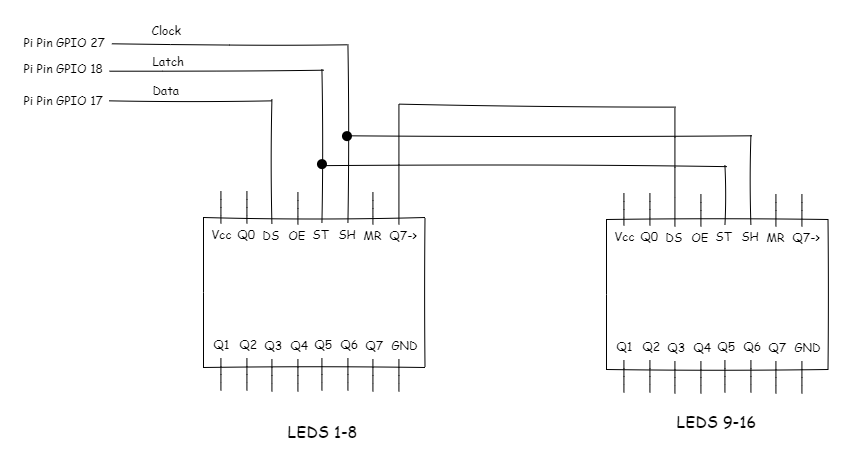 Clock
Pi Pin GPIO 27
Latch
Pi Pin GPIO 18
Data
Pi Pin GPIO 17
Vcc Q0 DS OE ST SH MR Q7->
Q1 Q2 Q3 Q4 Q5 Q6 Q7 GND
LEDS 1-8
Vcc Q0 DS OE ST SH MR Q7->
Q1 Q2 Q3 Q4 Q5 Q6 Q7 GND
LEDS 9-16